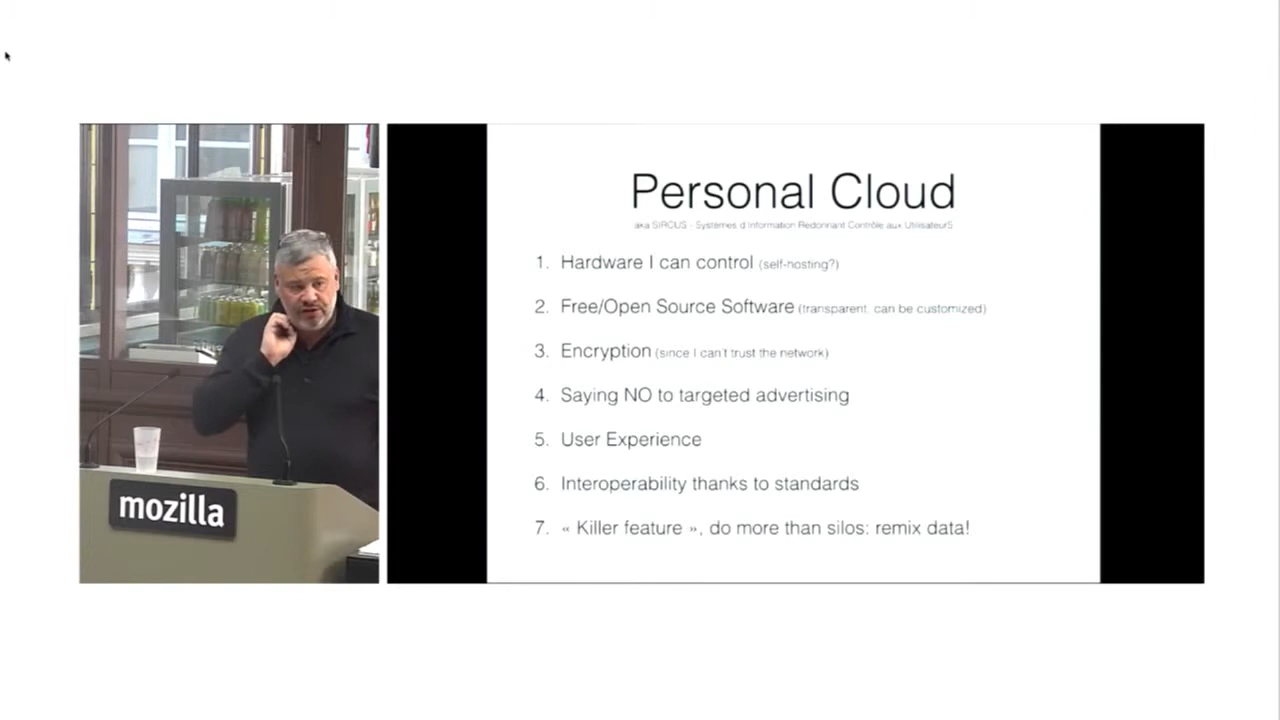 mozilla
Personal Cloud
aka SIRCUS - Systèmes d'Information Redonnant Contrôle aux UtilisateurS
1. Hardware I can control (self-hosting?)
2. Free/Open Source Software (transparent, can be customized)
3. Encryption (since I can't trust the network)
4. Saying NO to targeted advertising
5. User Experience
6. Interoperability thanks to standards
7. « Killer feature », do more than silos: remix data!